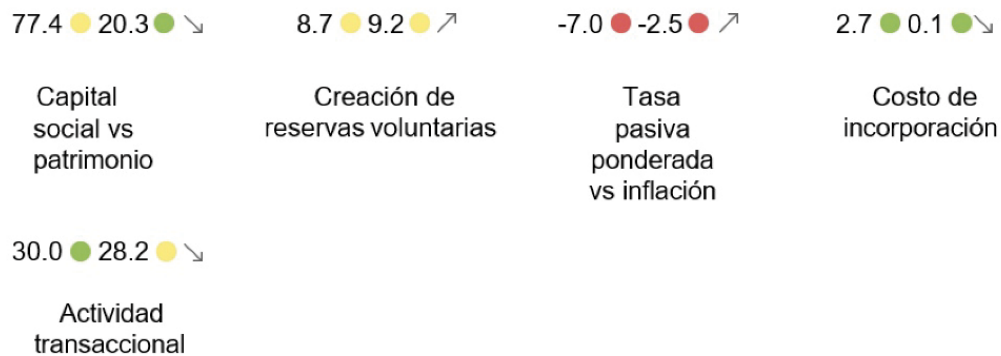 77.4 20.3
8.7 9.2
-7.0 -2.5
2.7 0.1
Capital
social vs
patrimonio
Creación de
reservas voluntarias
Tasa
pasiva
ponderada
vs inflación
Costo de
incorporación
30.0 28.2
Actividad
transaccional